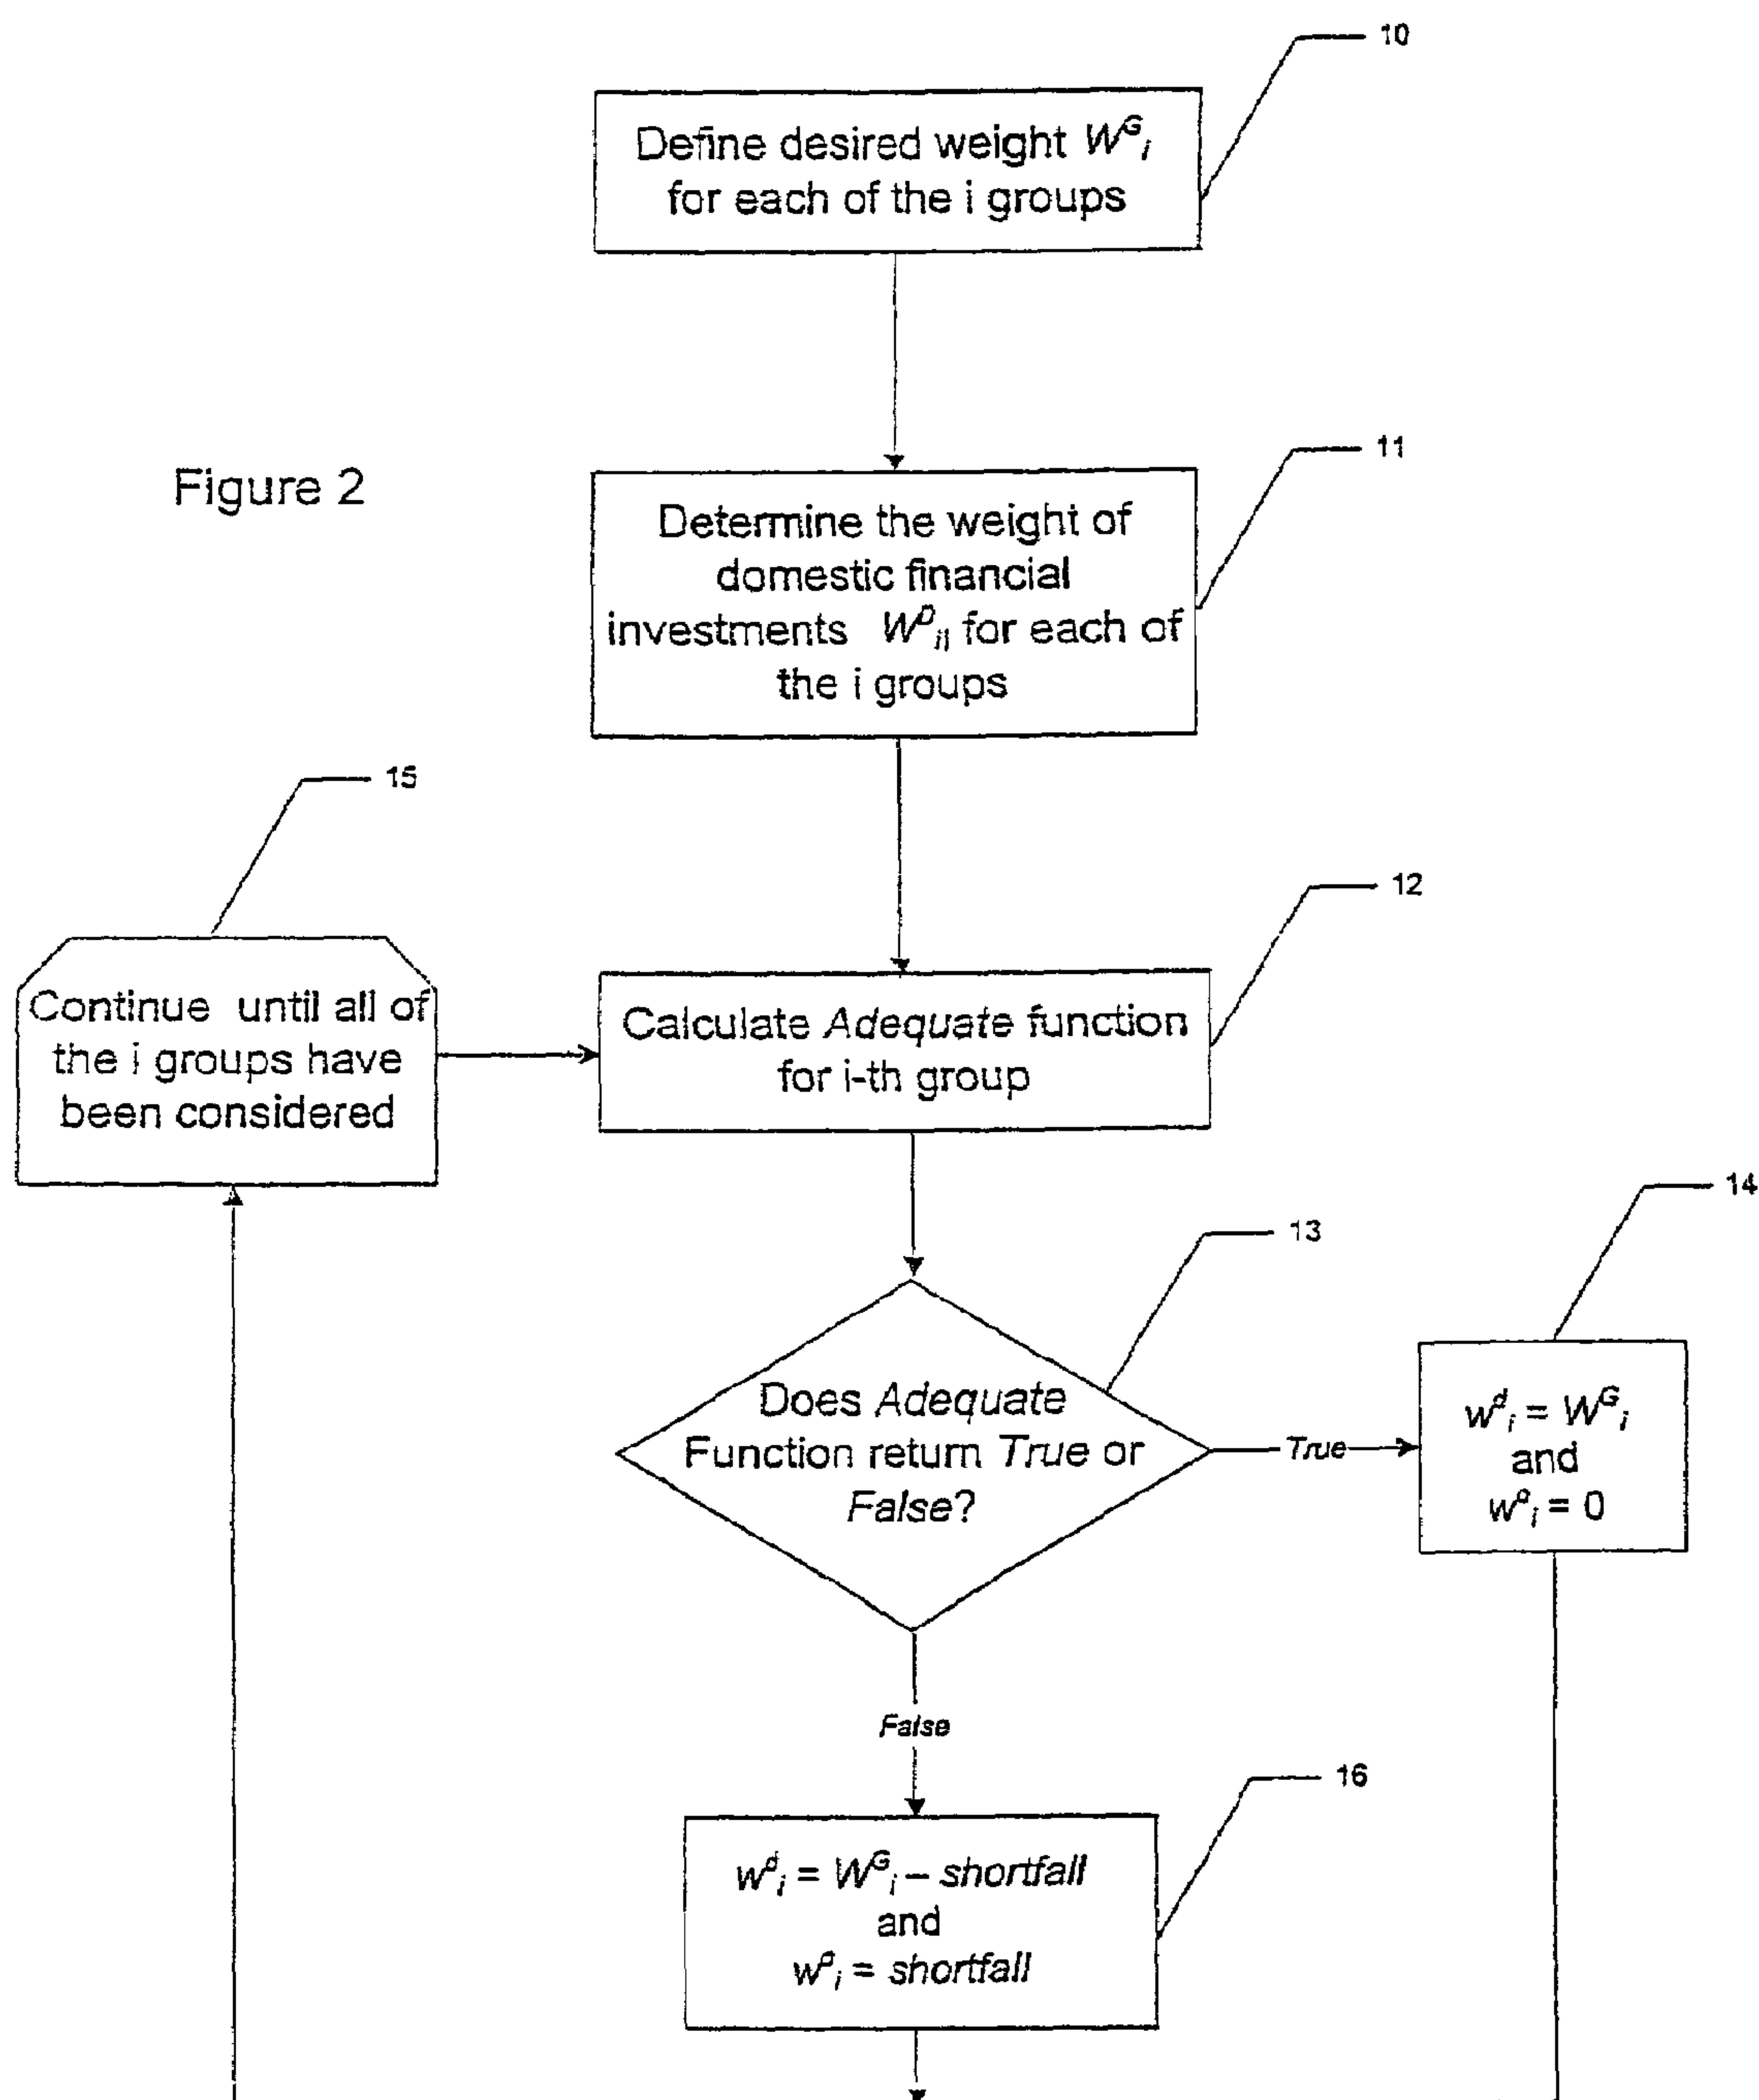 10
Define desired weight W^G_i
for each of the i groups
11
Figure 2
Determine the weight of
domestic financial
investments W^D_i| for each of
the i groups
15
12
Continue until all of
the i groups have
been considered
Calculate Adequate function
for i-th group
14
13
Does Adequate
Function return True or
False?
True
w^d_i = W^G_i
and
w^o_i = 0
False
16
w^d_i = W^G_i – shortfall
and
w^o_i = shortfall